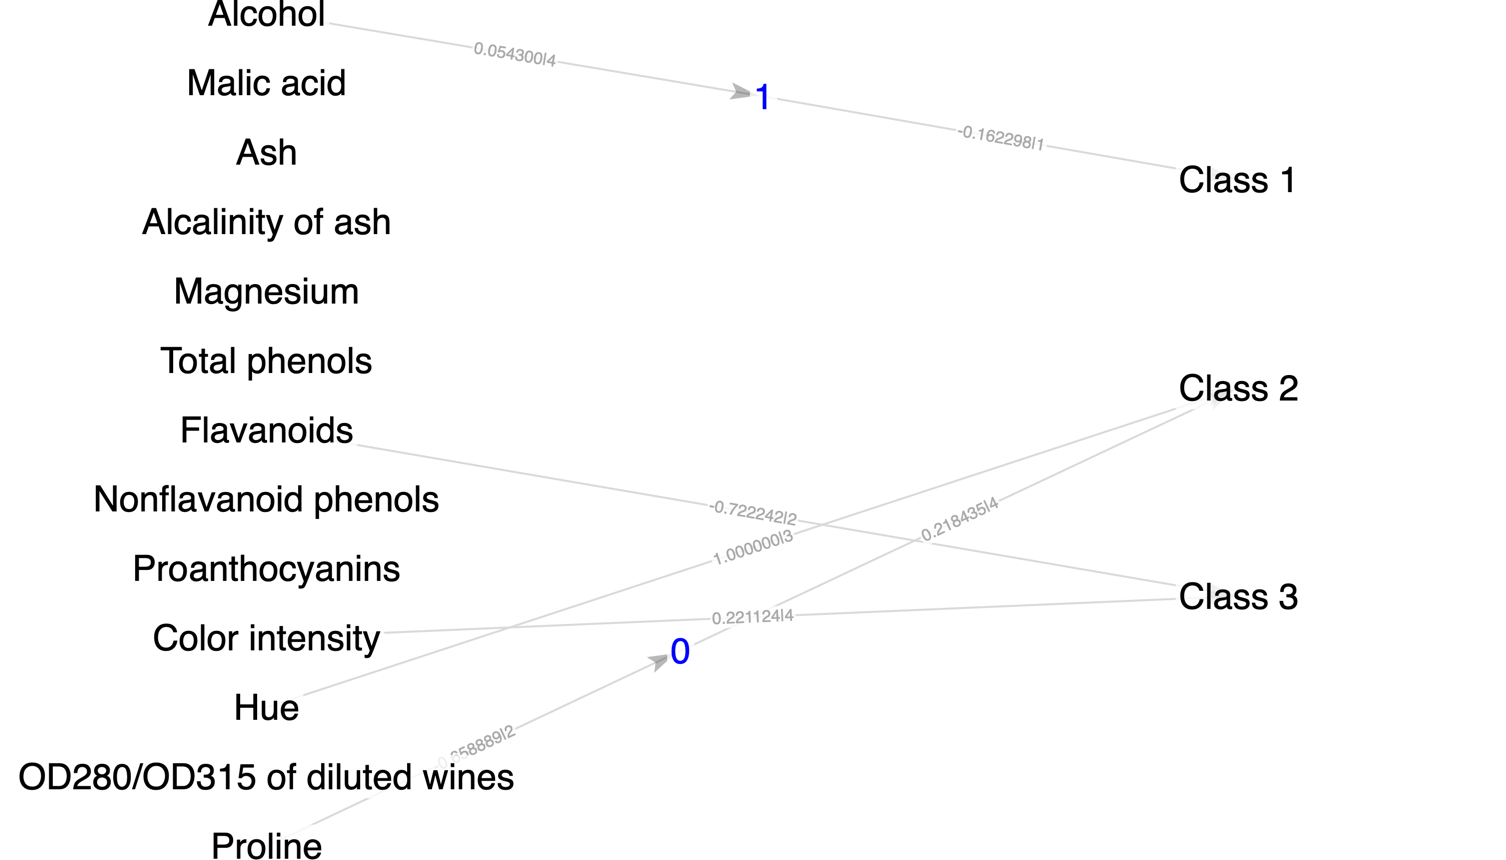 Alcohol
0.054300|4
1
Malic acid
-0.162298|1
Ash
Class 1
Alcalinity of ash
Magnesium
Total phenols
Class 2
Flavanoids
Nonflavanoid phenols
-0.722242|2
0.218435|4
1.000000|3
Proanthocyanins
Class 3
0.221124|4
Color intensity
0
Hue
-0.658889|2
OD280/OD315 of diluted wines
Proline